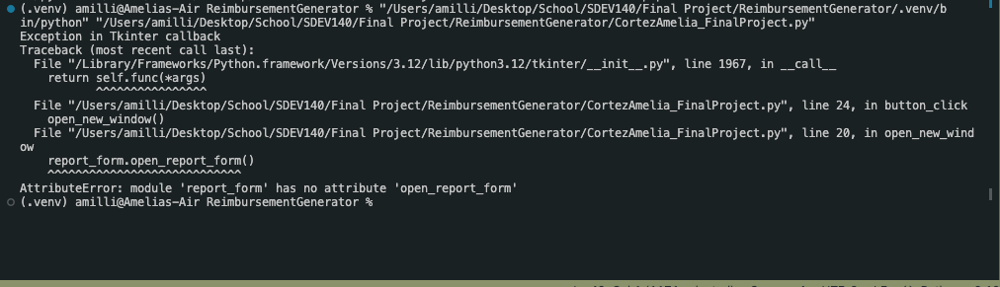 (.venv) amilli@Amelias-Air ReimbursementGenerator % "/Users/amilli/Desktop/School/SDEV140/Final Project/ReimbursementGenerator/.venv/b
in/python" "/Users/amilli/Desktop/School/SDEV140/Final Project/ReimbursementGenerator/CortezAmelia_FinalProject.py"
Exception in Tkinter callback
Traceback (most recent call last):
  File "/Library/Frameworks/Python.framework/Versions/3.12/lib/python3.12/tkinter/__init__.py", line 1967, in __call__
    return self.func(*args)
           ^^^^^^^^^^^^^^^^
  File "/Users/amilli/Desktop/School/SDEV140/Final Project/ReimbursementGenerator/CortezAmelia_FinalProject.py", line 24, in button_click
    open_new_window()
  File "/Users/amilli/Desktop/School/SDEV140/Final Project/ReimbursementGenerator/CortezAmelia_FinalProject.py", line 20, in open_new_wind
ow
    report_form.open_report_form()
    ^^^^^^^^^^^^^^^^^^^^^^^^^^^^
AttributeError: module 'report_form' has no attribute 'open_report_form'
(.venv) amilli@Amelias-Air ReimbursementGenerator %